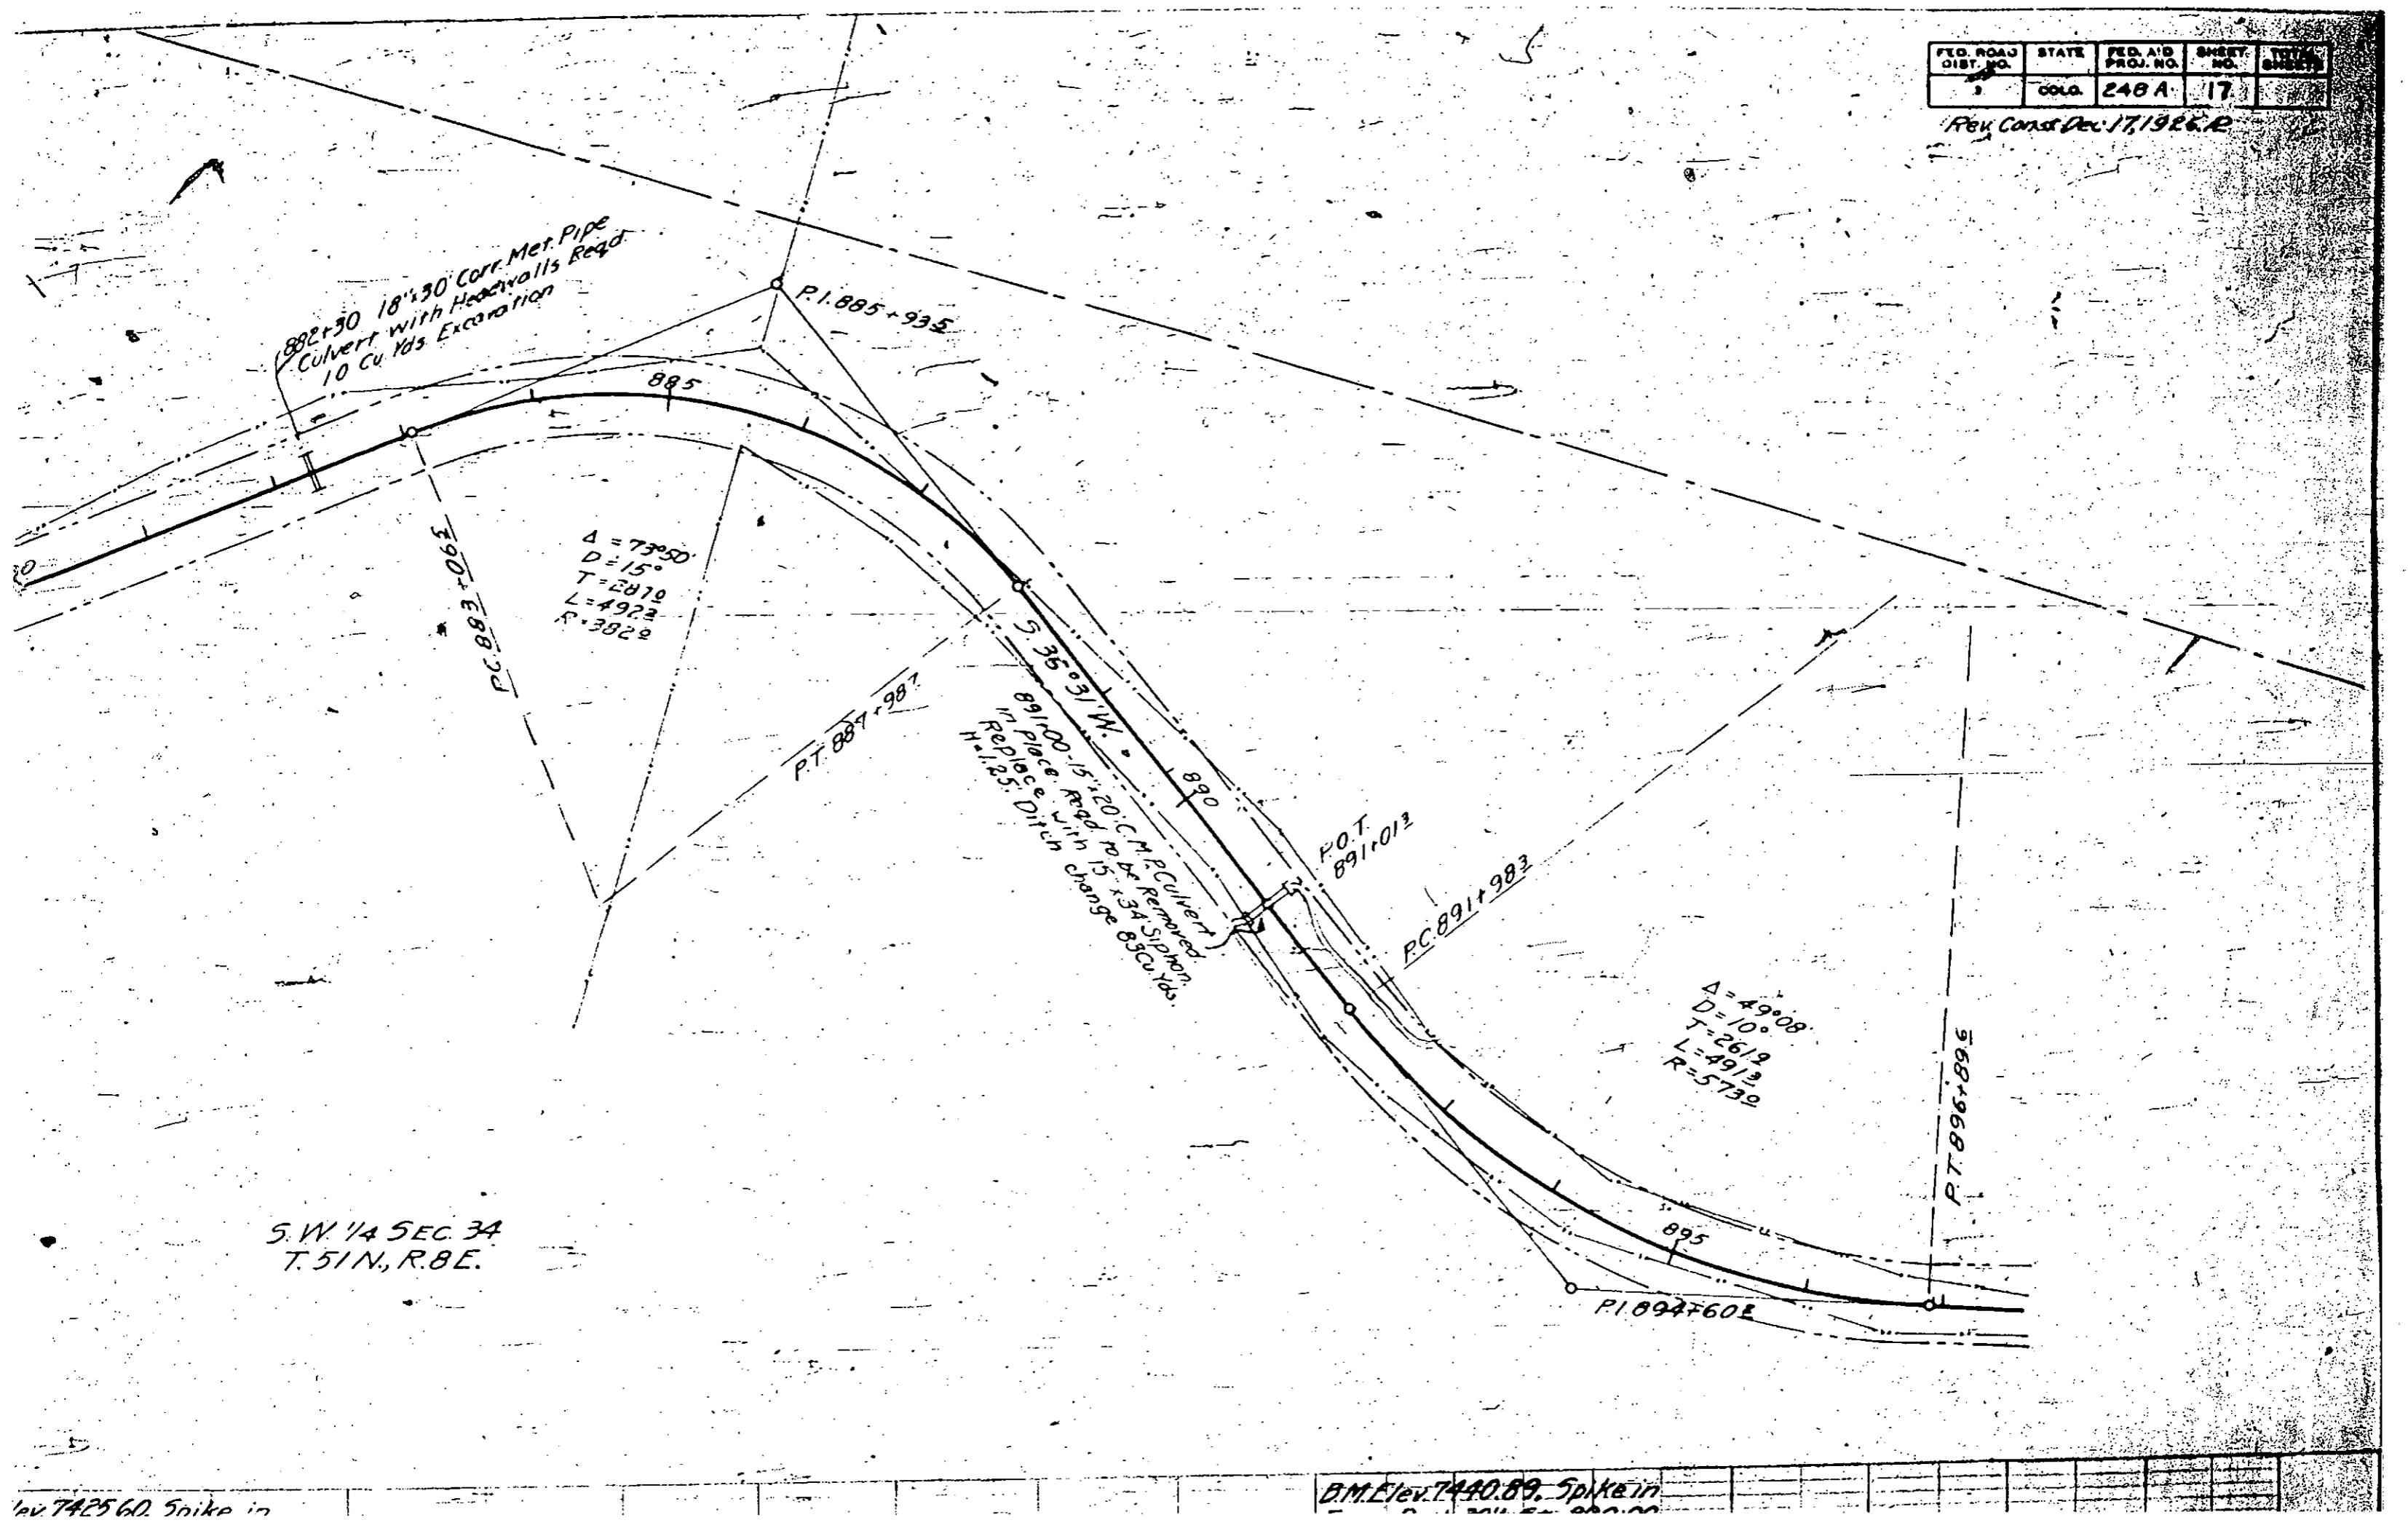 FED. ROAD DIST. NO. STATE FED. AID PROJ. NO. SHEET NO. TOTAL SHEETS
3 COLO. 248 A 17
Rev. Const. Dec. 17, 1926
882+30 18"x30' Corr. Met. Pipe
Culvert with Headwalls Reqd.
10 Cu. Yds. Excavation
P.I. 885+93.5
885
P.C. 883+06.5
Δ = 73°50'
D = 15°
T = 287.0
L = 492.2
R = 382.0
P.T. 887+98.7
S. 36°31' W.
891+00-15"x20' C.M.P. Culvert
in Place. Reqd. to be Removed.
Replace with 15"x34' Siphon
H=1.25. Ditch change 83 Cu. Yds.
890
P.O.T.
891+01.3
P.C. 891+98.3
Δ = 49°08'
D = 10°
T = 261.9
L = 491.3
R = 573.0
P.T. 896+89.6
895
P.I. 894+60.2
S. W. 1/4 SEC. 34
T. 51 N., R. 8 E.
lev. 7425.60. Spike in
B.M. Elev. 7440.89. Spike in